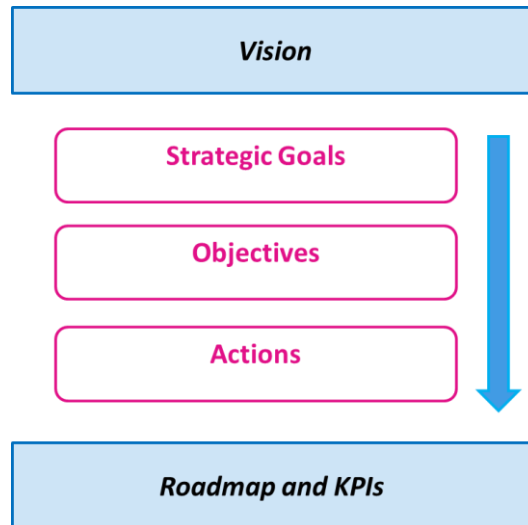 Vision
Strategic Goals
Objectives
Actions
Roadmap and KPIs